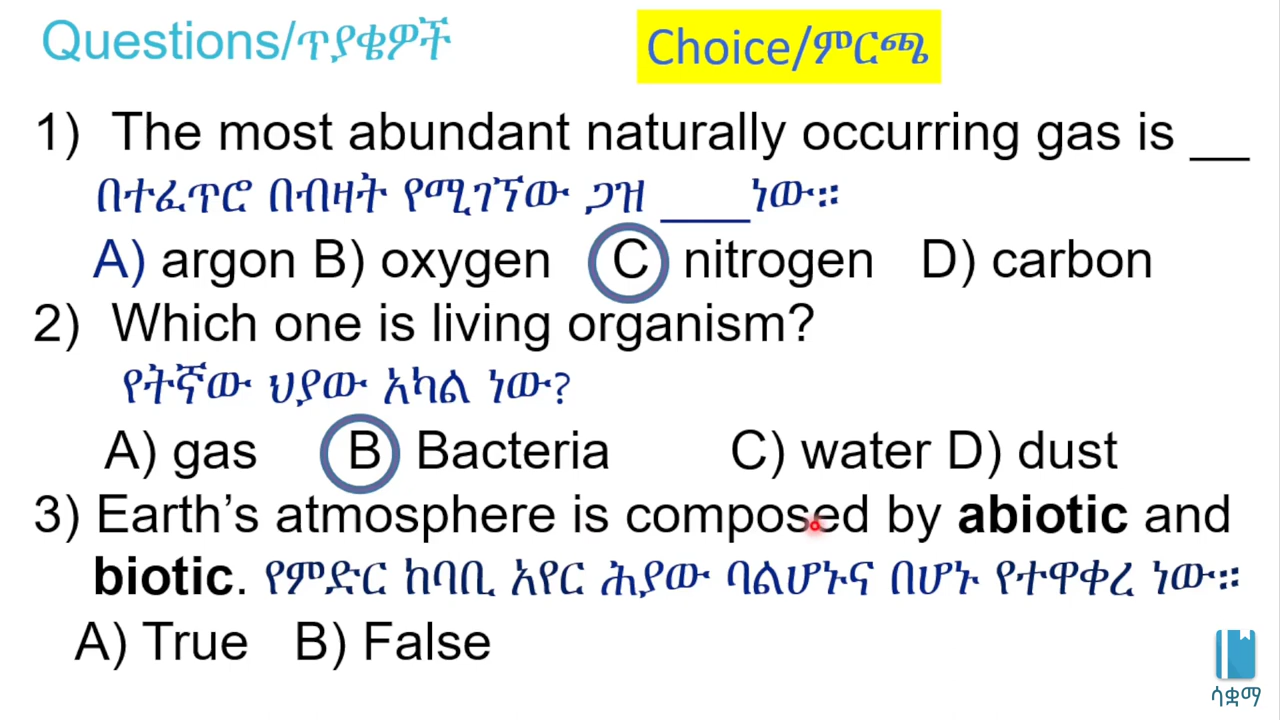 Questions/ጥያቄዎች
Choice/ምርጫ
1) The most abundant naturally occurring gas is __
በተፈጥሮ በብዛት የሚገኘው ጋዝ ____ነው።
A) argon B) oxygen C nitrogen D) carbon
2) Which one is living organism?
የትኛው ህያው አካል ነው?
A) gas B Bacteria C) water D) dust
3) Earth’s atmosphere is composed by abiotic and
biotic. የምድር ከባቢ አየር ሕያው ባልሆኑና በሆኑ የተዋቀረ ነው።
A) True B) False
ሳቋማ